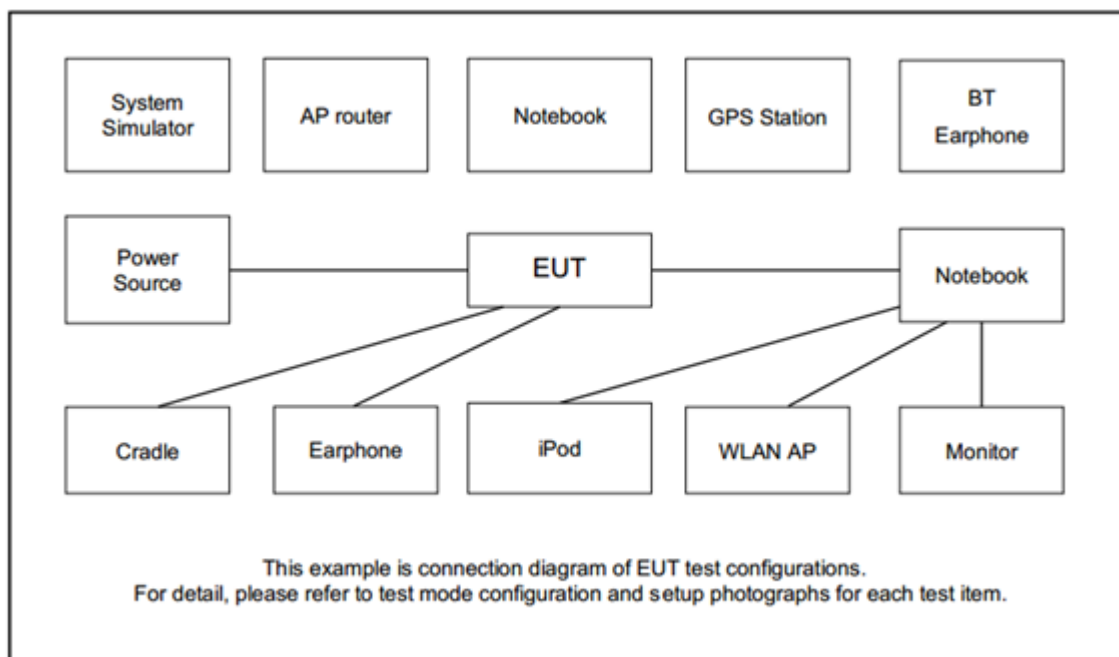 System
Simulator
AP router
Notebook
GPS Station
BT
Earphone
Power
Source
EUT
Notebook
Cradle
Earphone
iPod
WLAN AP
Monitor
This example is connection diagram of EUT test configurations.
For detail, please refer to test mode configuration and setup photographs for each test item.